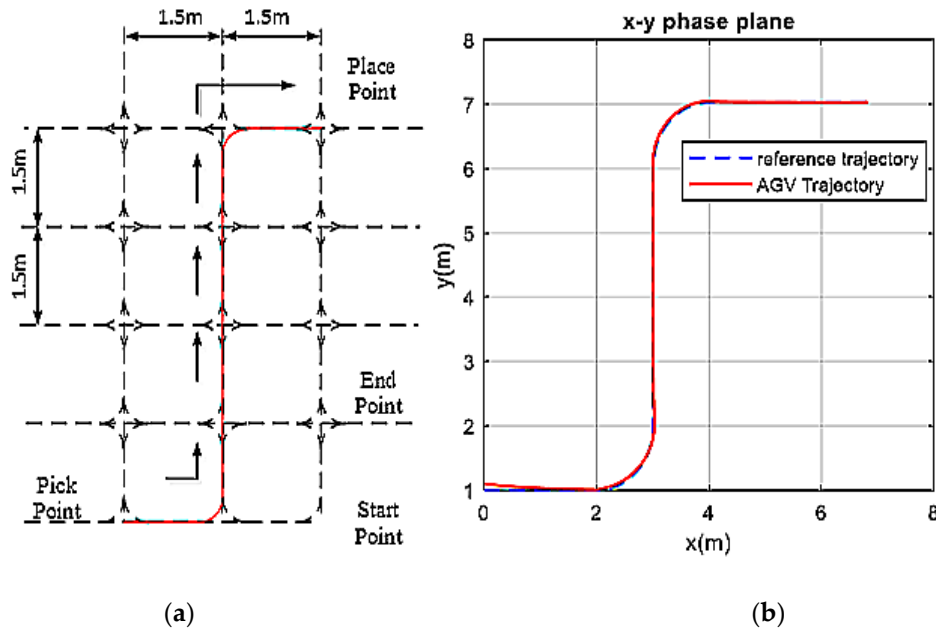 1.5m 1.5m
Place
Point
1.5m
1.5m
End
Point
Pick
Point
Start
Point
(a)
x-y phase plane
8
7
6
5
4
3
2
1
y(m)
reference trajectory
AGV Trajectory
0 2 4 6 8
x(m)
(b)